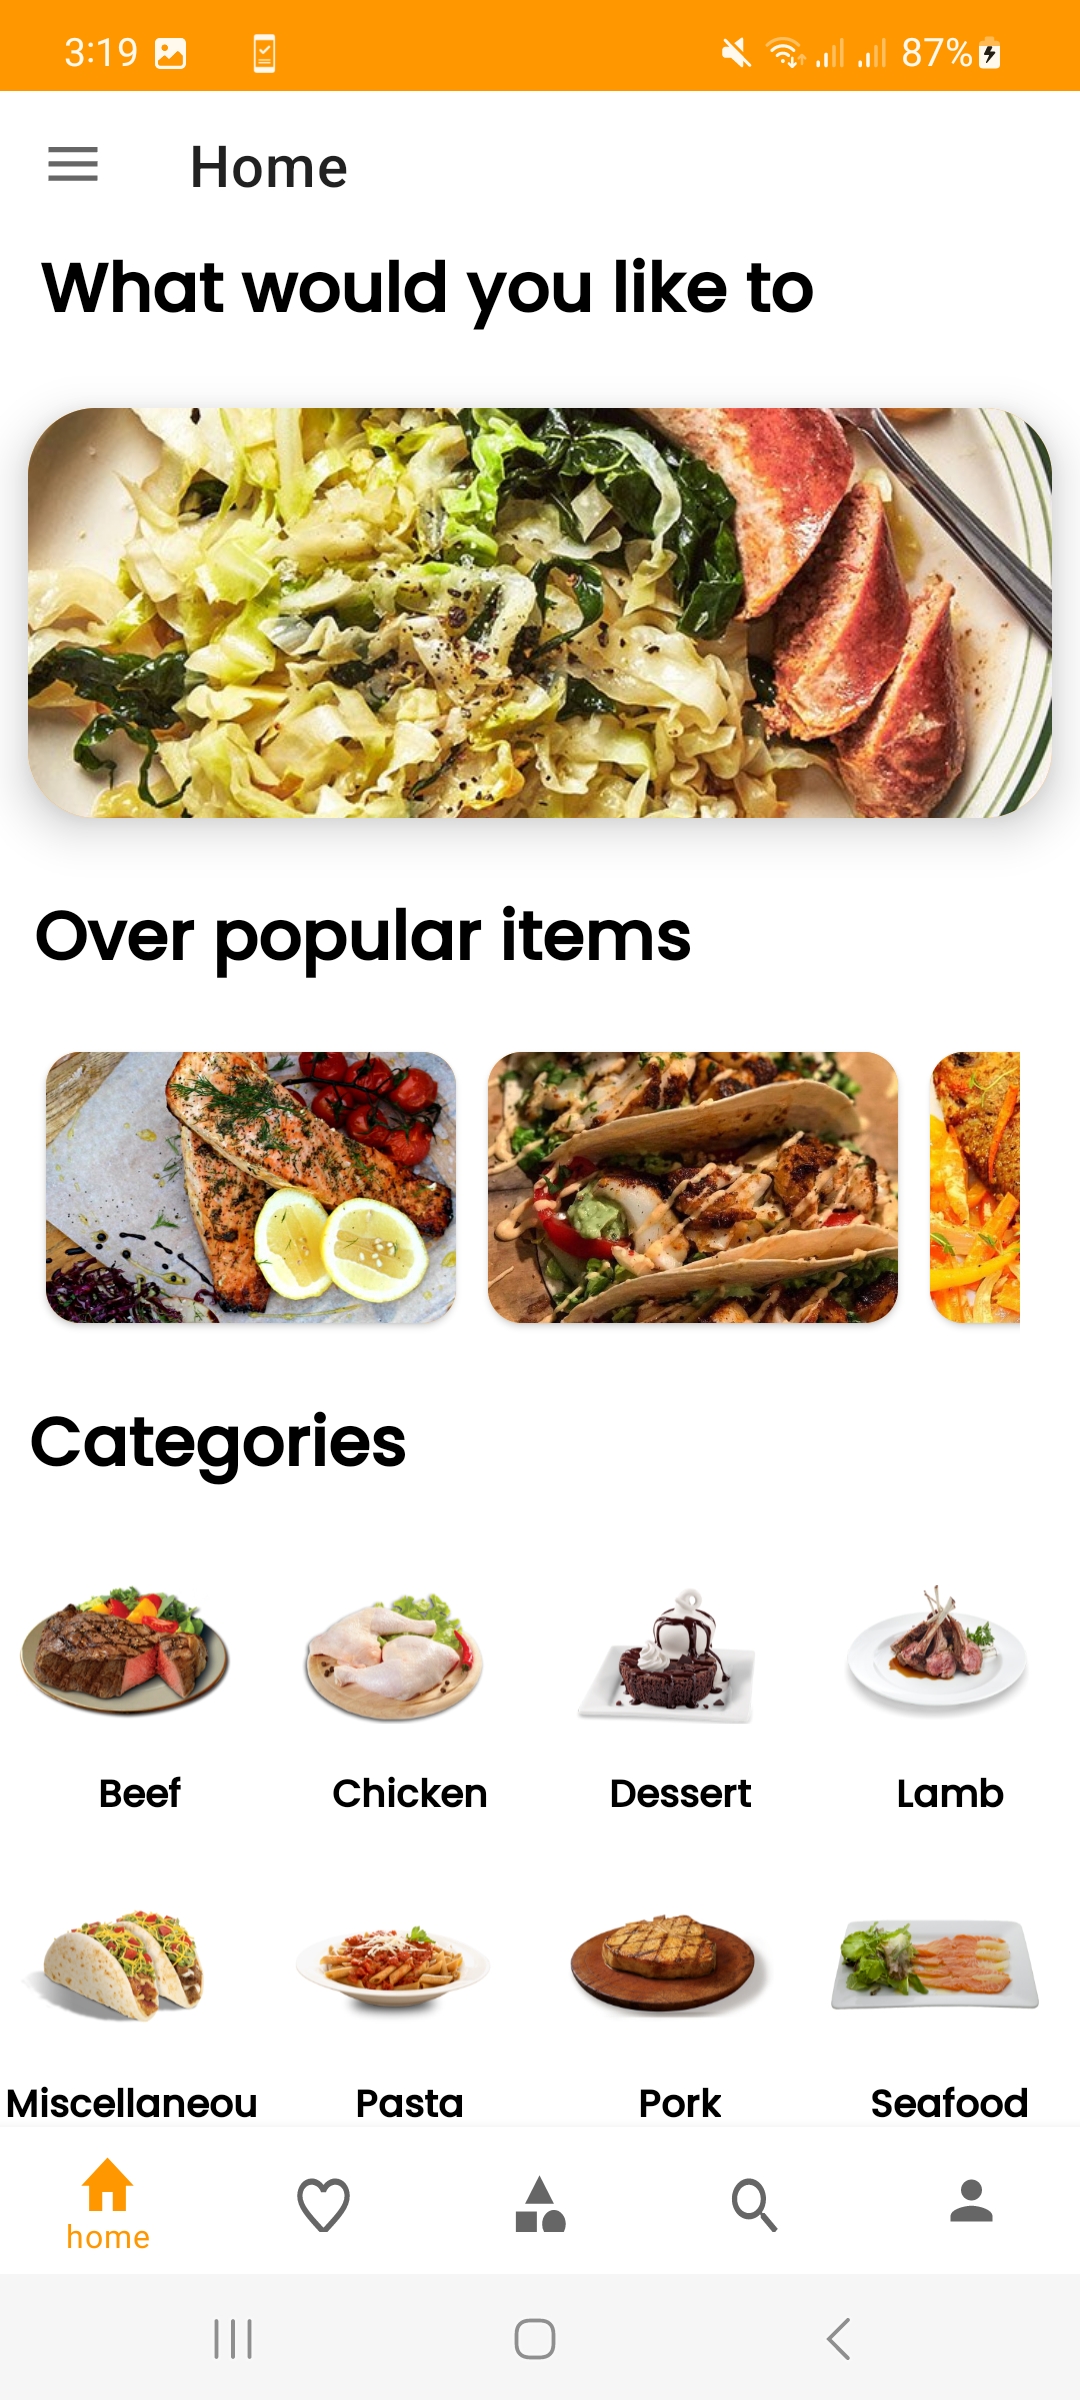 3:19 87%
Home
What would you like to
Over popular items
Categories
Beef Chicken Dessert Lamb
Miscellaneou Pasta Pork Seafood
home